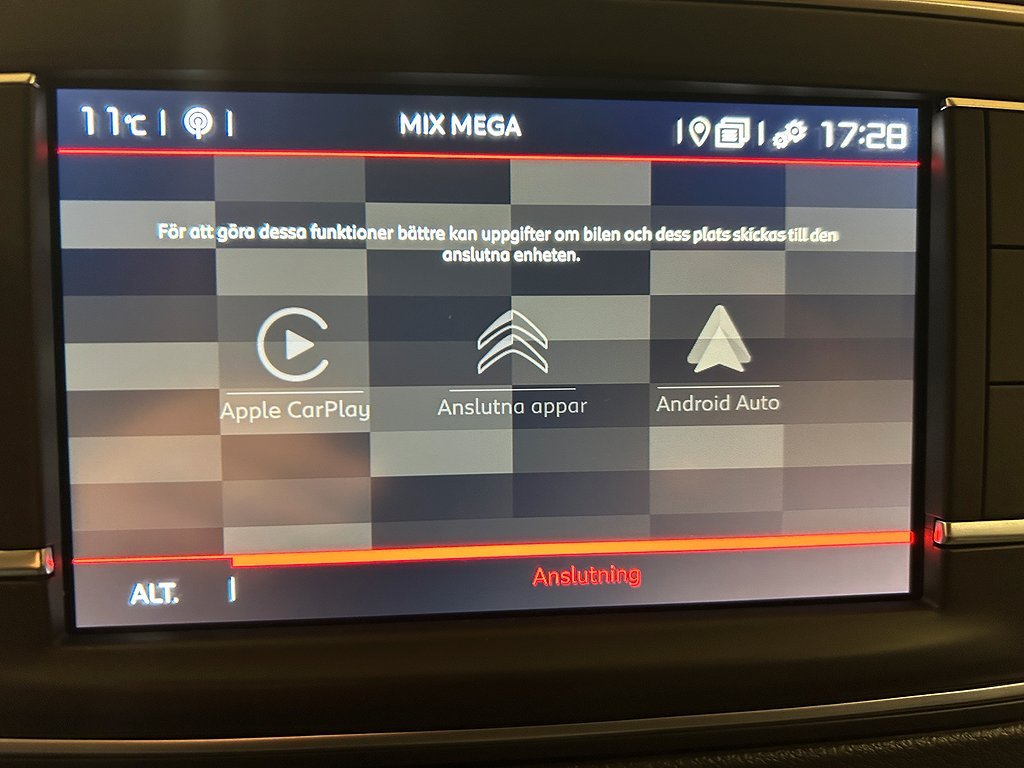 11°C MIX MEGA 17:28
För att göra dessa funktioner bättre kan uppgifter om bilen och dess plats skickas till den
anslutna enheten.
Apple CarPlay Anslutna appar Android Auto
ALT. Anslutning